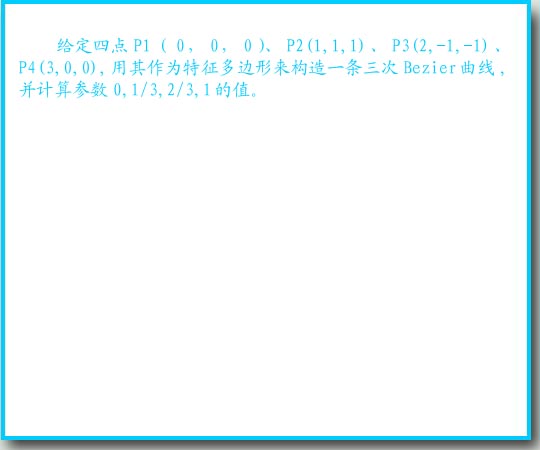 给定四点 P1 ( 0, 0, 0)、 P2(1,1,1) 、 P3(2,-1,-1) 、
P4(3,0,0), 用其作为特征多边形来构造一条三次 Bezier 曲线,
并计算参数 0,1/3,2/3,1 的值。